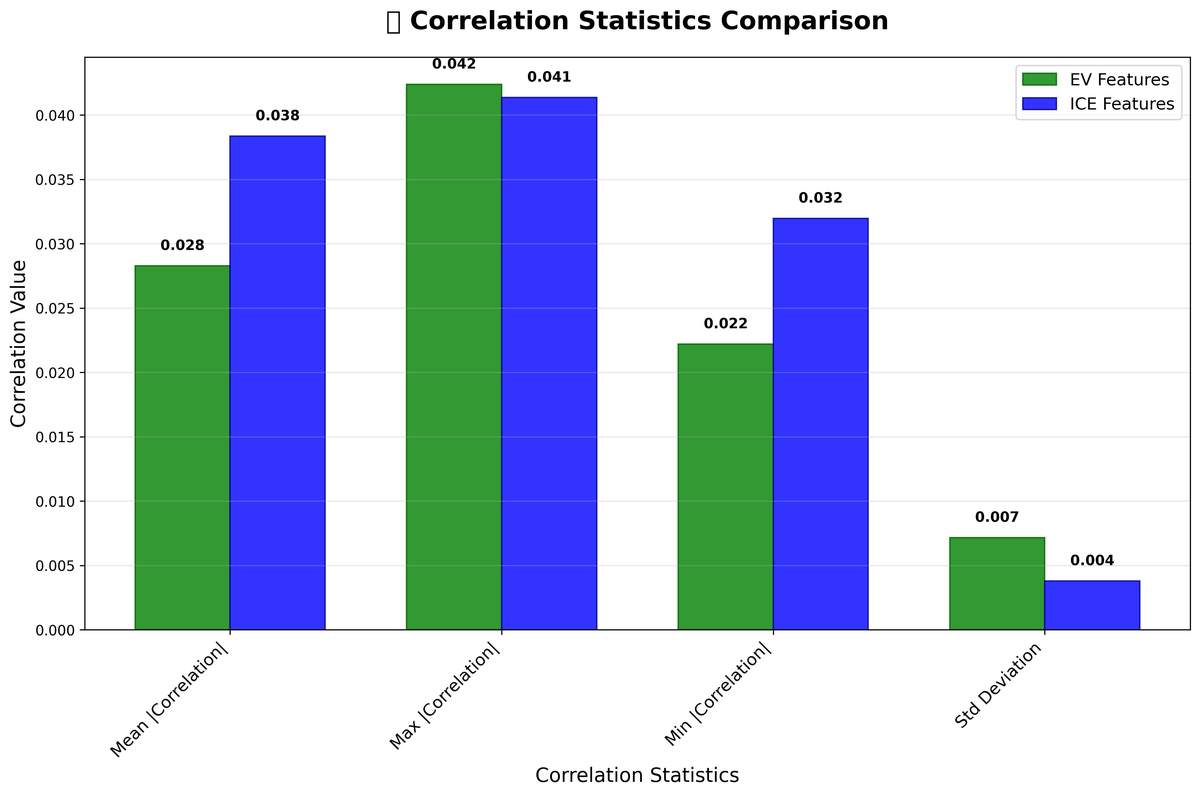 Correlation Statistics Comparison
EV Features
ICE Features
0.042
0.041
0.038
0.032
0.028
0.022
0.007
0.004
0.040
0.035
0.030
0.025
0.020
0.015
0.010
0.005
0.000
Correlation Value
Mean |Correlation|
Max |Correlation|
Min |Correlation|
Std Deviation
Correlation Statistics